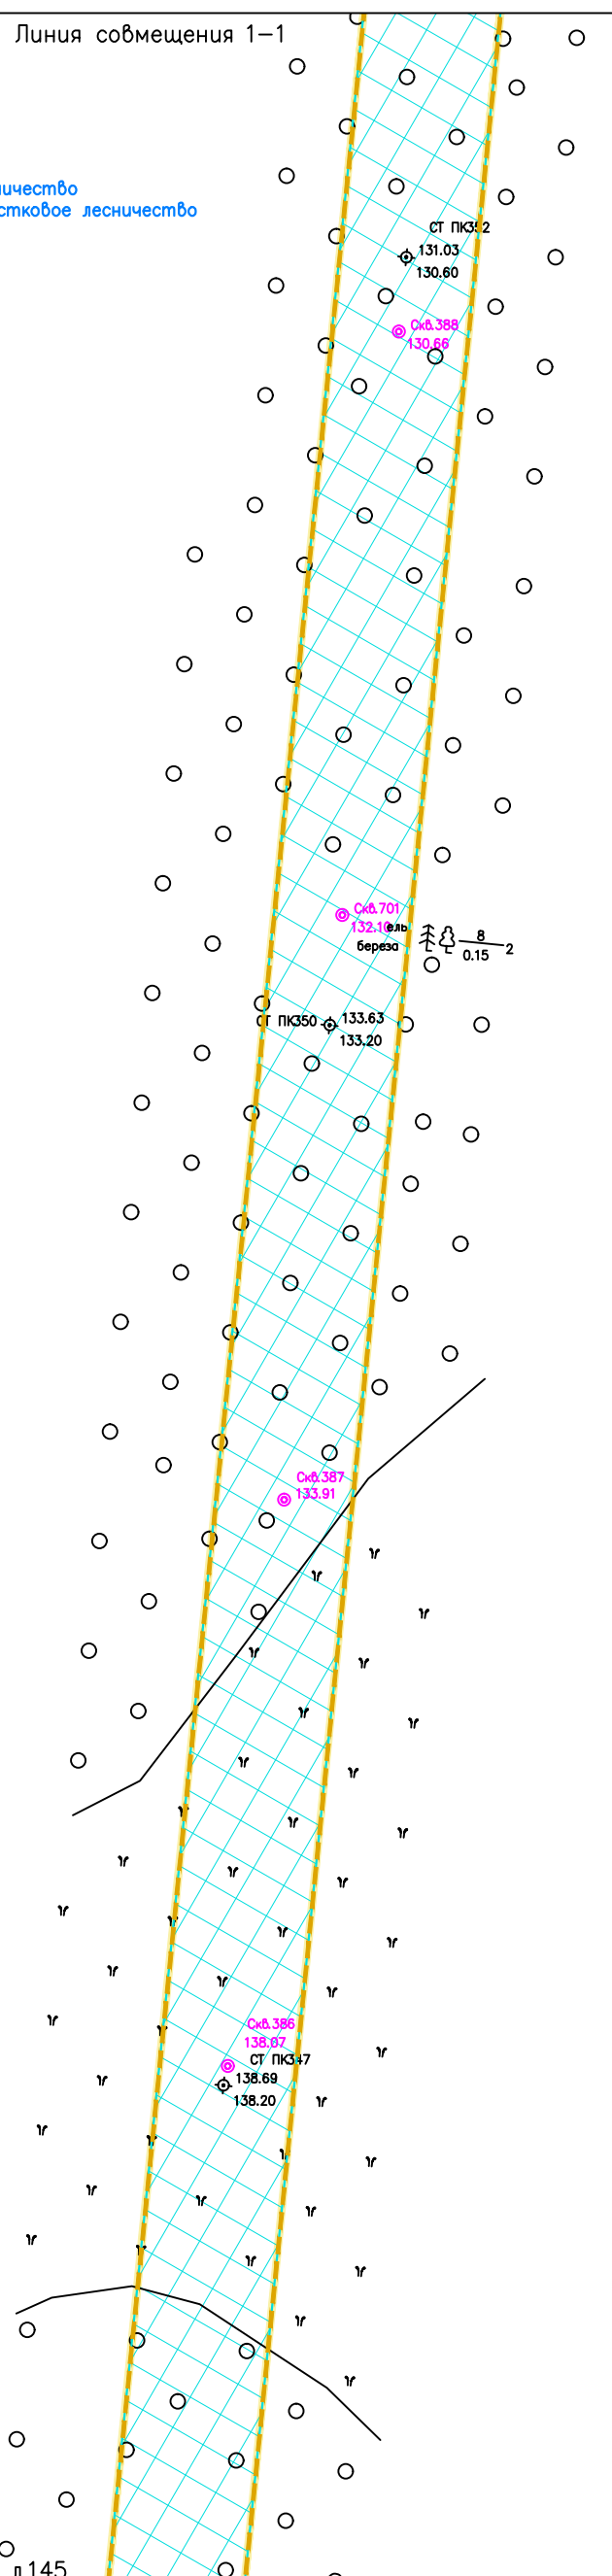 Линия совмещения 1-1
ничество
стковое лесничество
СТ ПК352
131.03
130.60
Скв.388
130.66
Скв.701
132.10
ель
береза
8
0.15
2
СТ ПК350
133.63
133.20
Скв.387
133.91
Скв.386
138.07
СТ ПК347
138.69
138.20
п.145